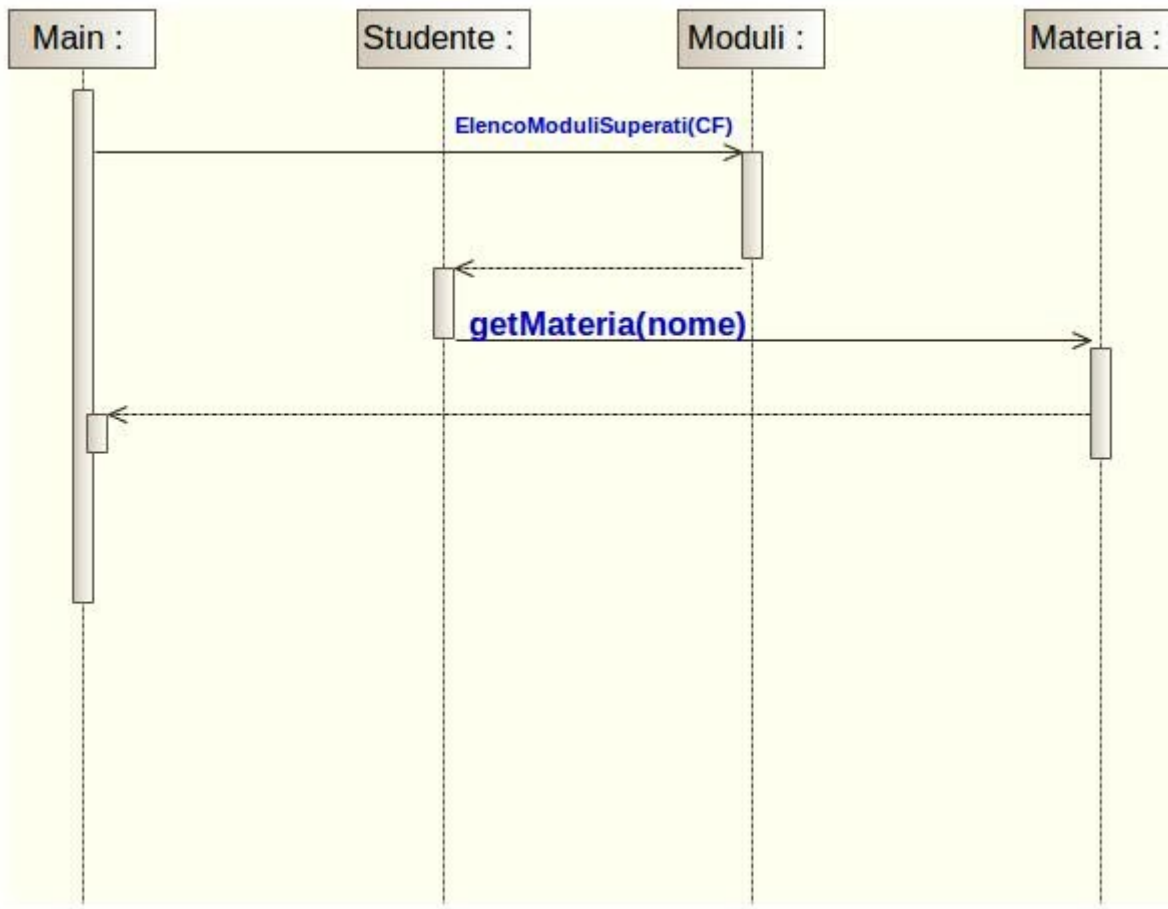 Main :
Studente :
Moduli :
Materia :
ElencoModuliSuperati(CF)
getMateria(nome)